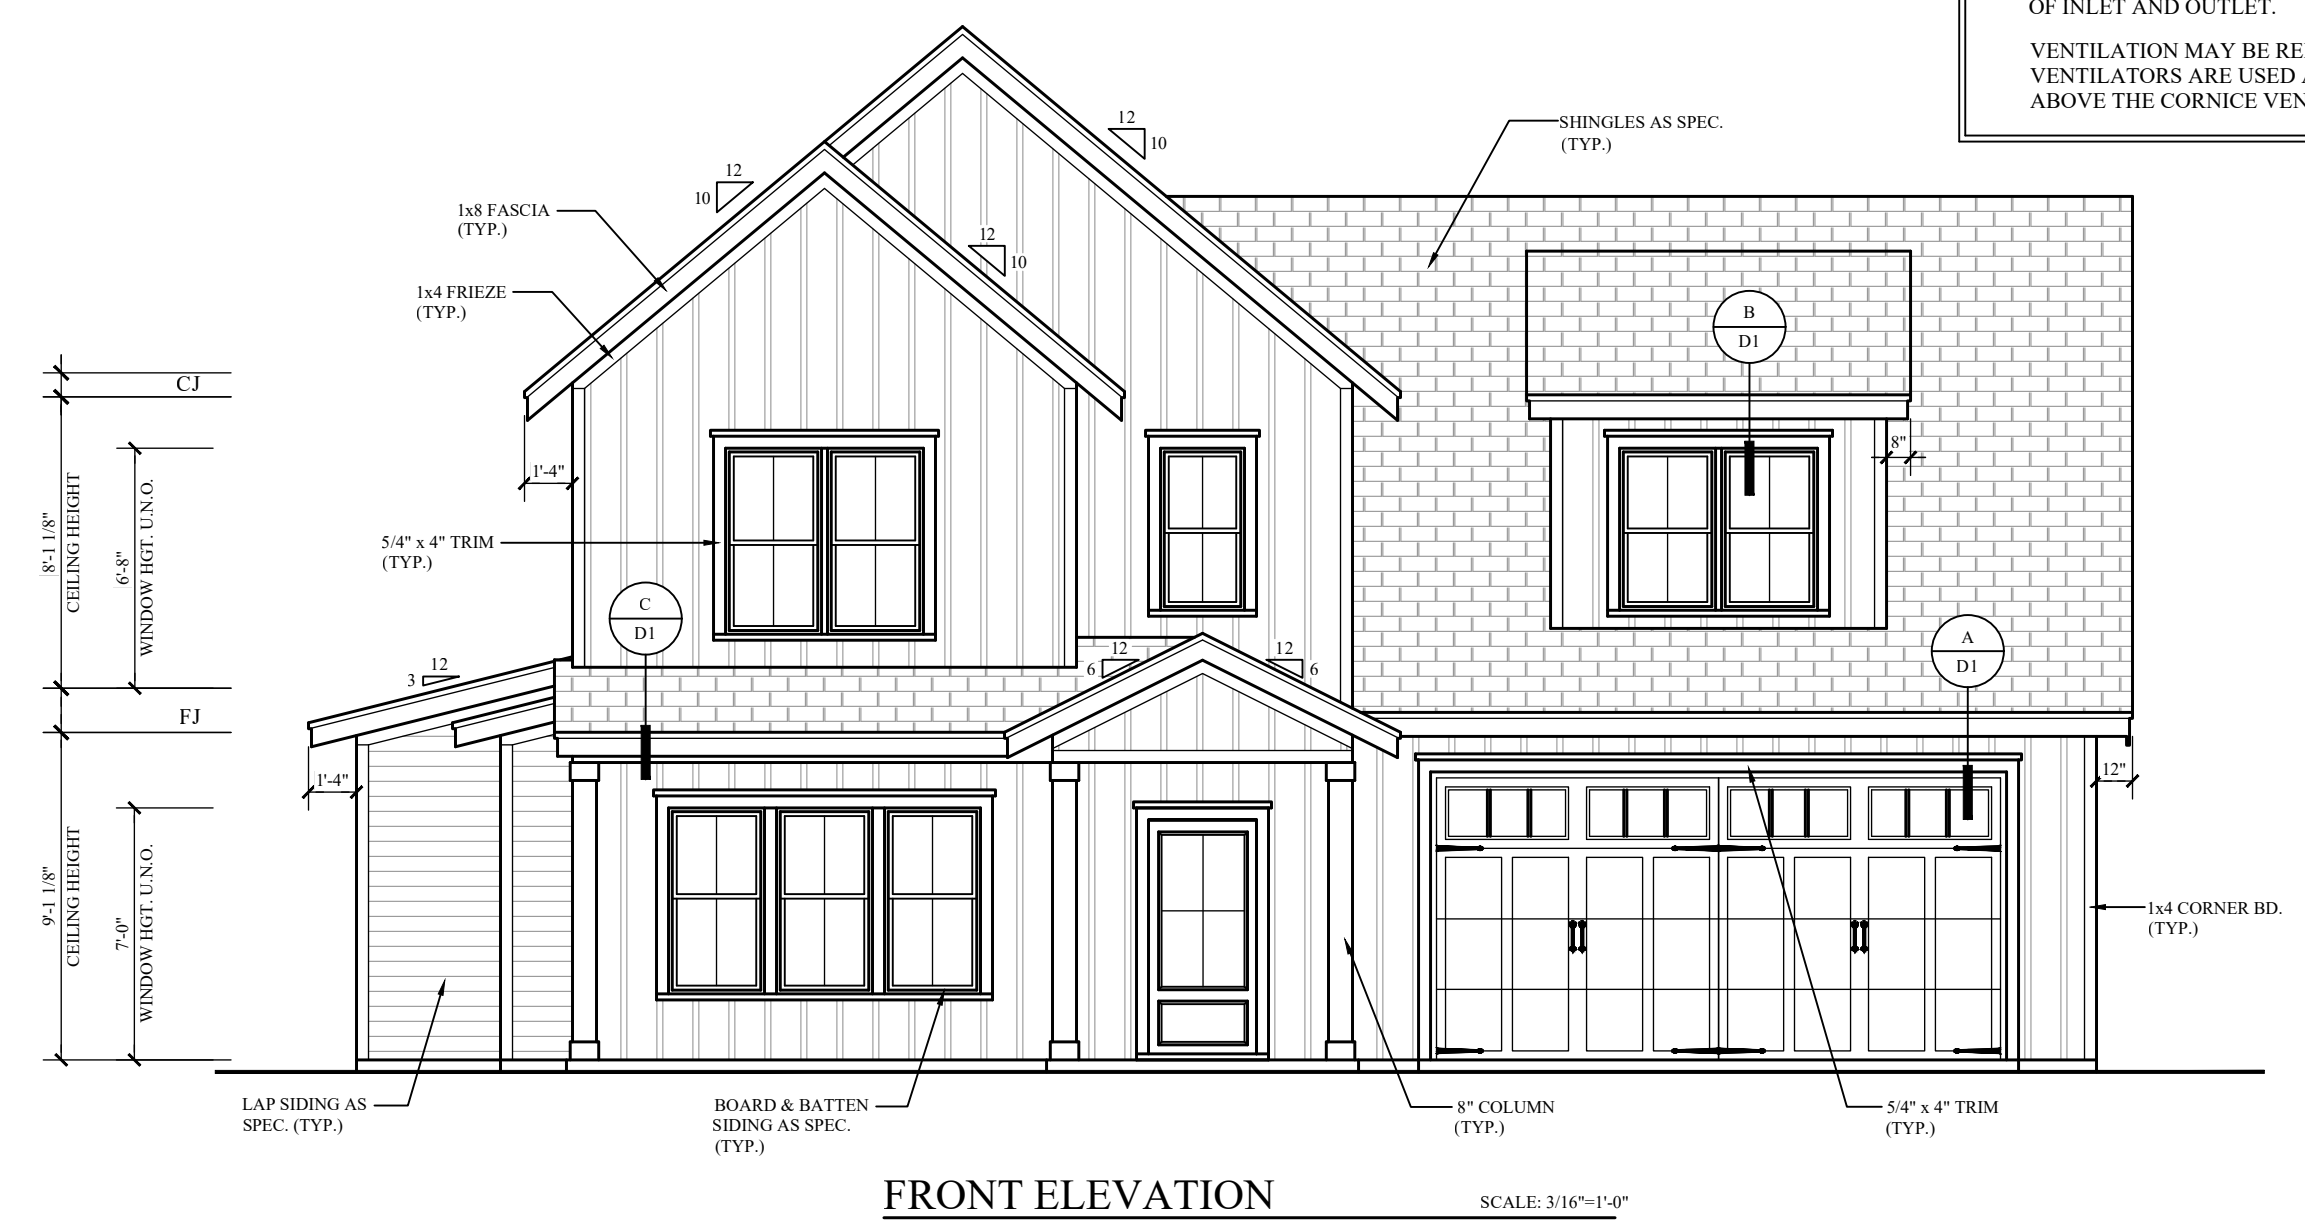 OF INLET AND OUTLET.
VENTILATION MAY BE
VENTILATORS ARE USED
ABOVE THE CORNICE
12
10
SHINGLES AS SPEC.
(TYP.)
12
10
1x8 FASCIA
(TYP.)
12
10
1x4 FRIEZE
(TYP.)
B
D1
CJ
8"
1'-4"
8'-1 1/8"
CEILING HEIGHT
6'-8"
WINDOW HGT. U.N.O.
5/4" x 4" TRIM
(TYP.)
C
D1
A
D1
12
3
12
6
12
6
FJ
1'-4"
12"
9'-1 1/8"
CEILING HEIGHT
7'-0"
WINDOW HGT. U.N.O.
1x4 CORNER BD.
(TYP.)
LAP SIDING AS
SPEC. (TYP.)
BOARD & BATTEN
SIDING AS SPEC.
(TYP.)
8" COLUMN
(TYP.)
5/4" x 4" TRIM
(TYP.)
FRONT ELEVATION
SCALE: 3/16"=1'-0"